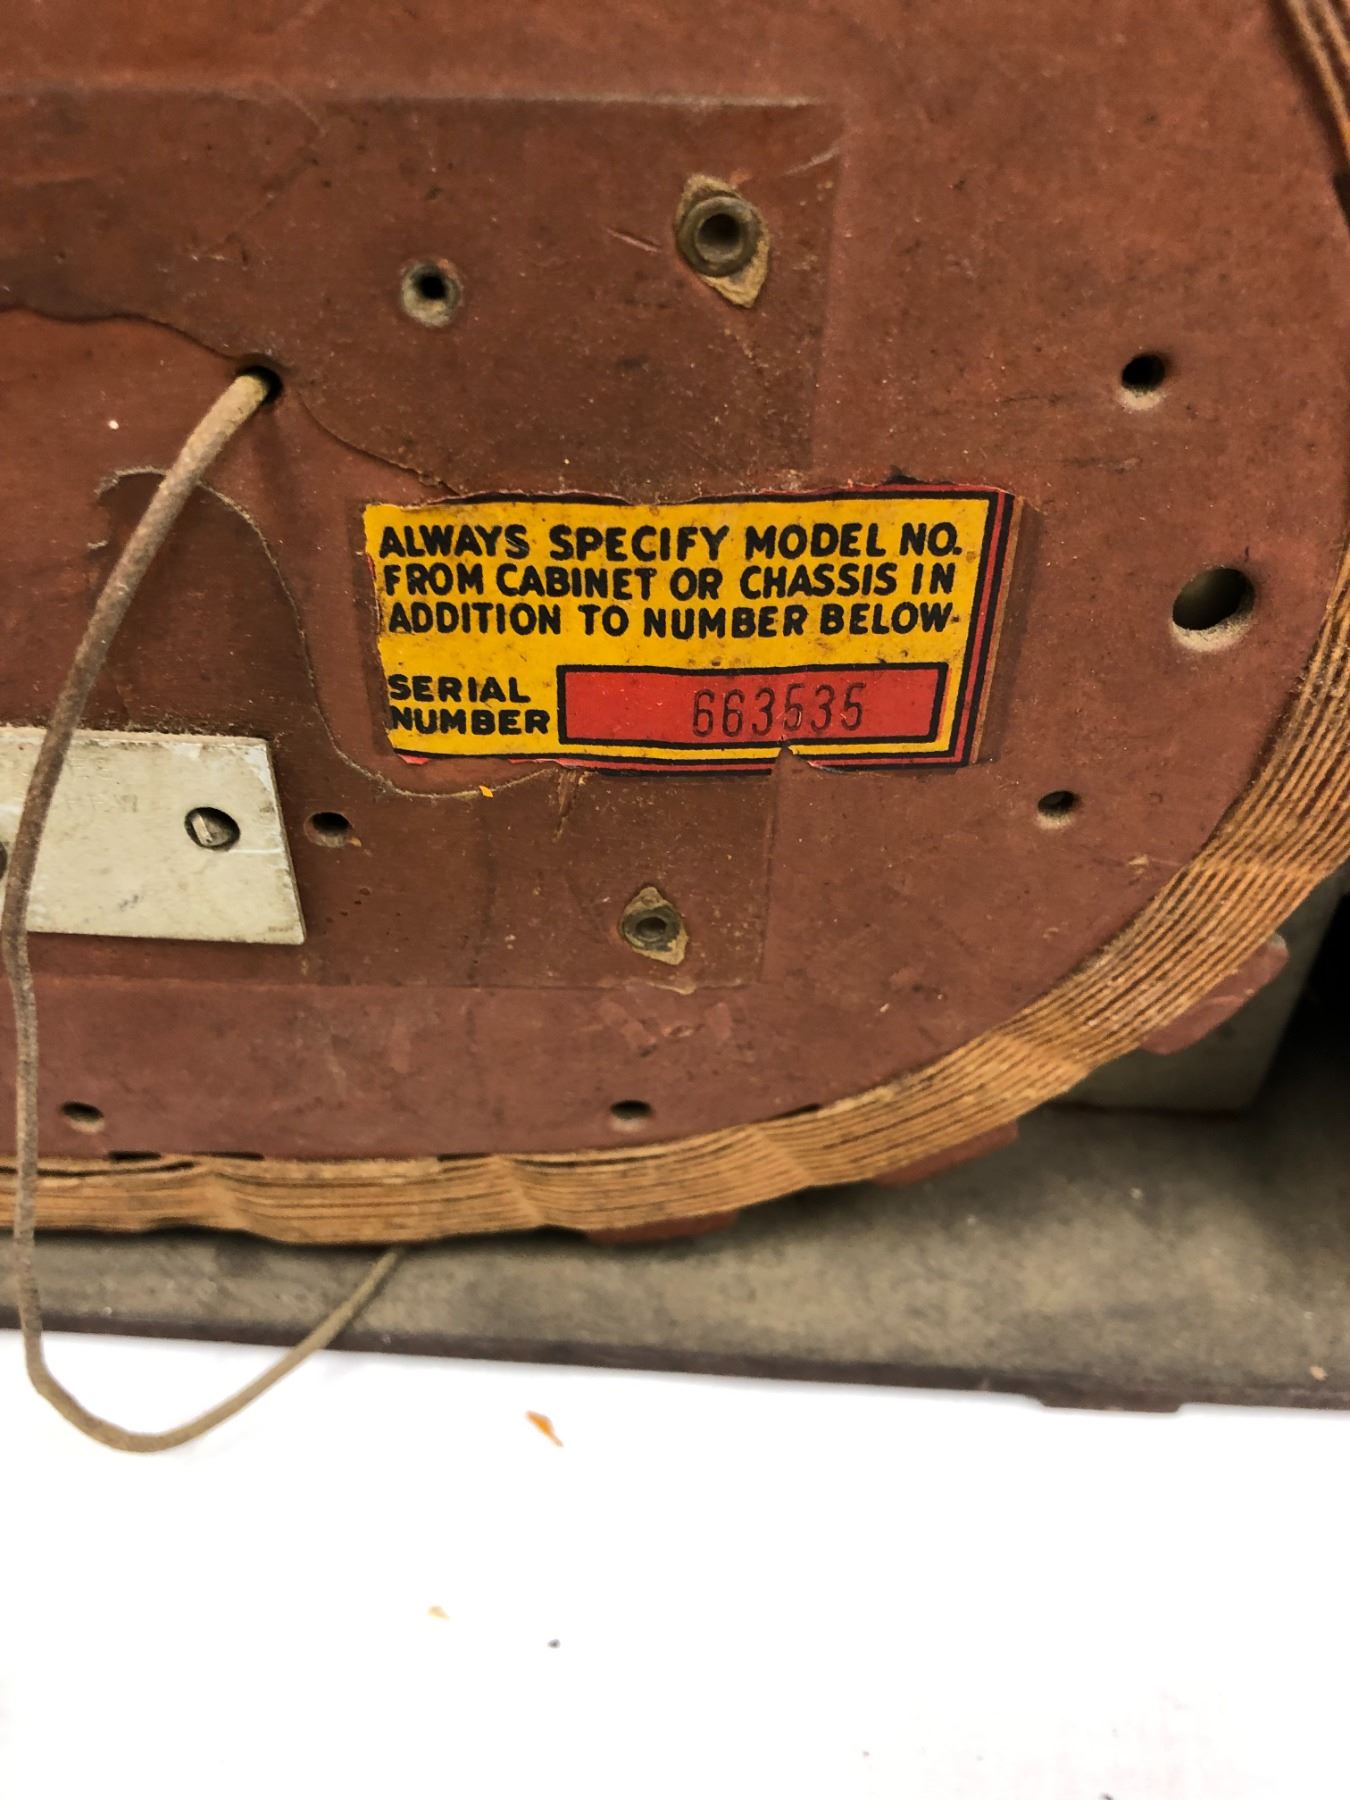 ALWAYS SPECIFY MODEL NO.
FROM CABINET OR CHASSIS IN
ADDITION TO NUMBER BELOW-
SERIAL
NUMBER 663535